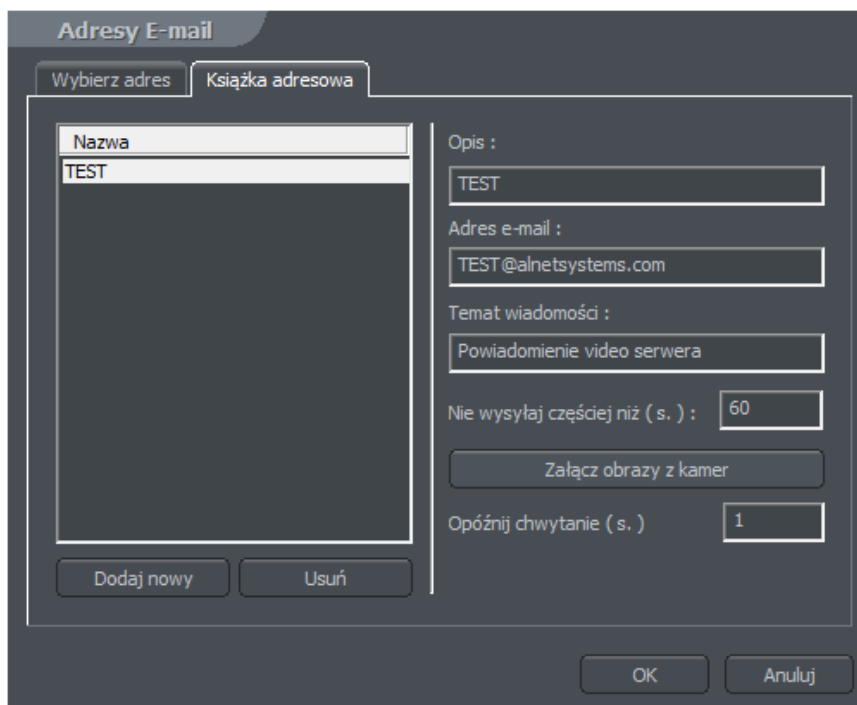 Adresy E-mail
Wybierz adres
Książka adresowa
Nazwa
TEST
Dodaj nowy
Usuń
Opis :
TEST
Adres e-mail :
TEST@alnetsystems.com
Temat wiadomości :
Powiadomienie video serwera
Nie wysyłaj częściej niż ( s. ) : 60
Załącz obrazy z kamer
Opóźnij chwytanie ( s. ) 1
OK
Anuluj